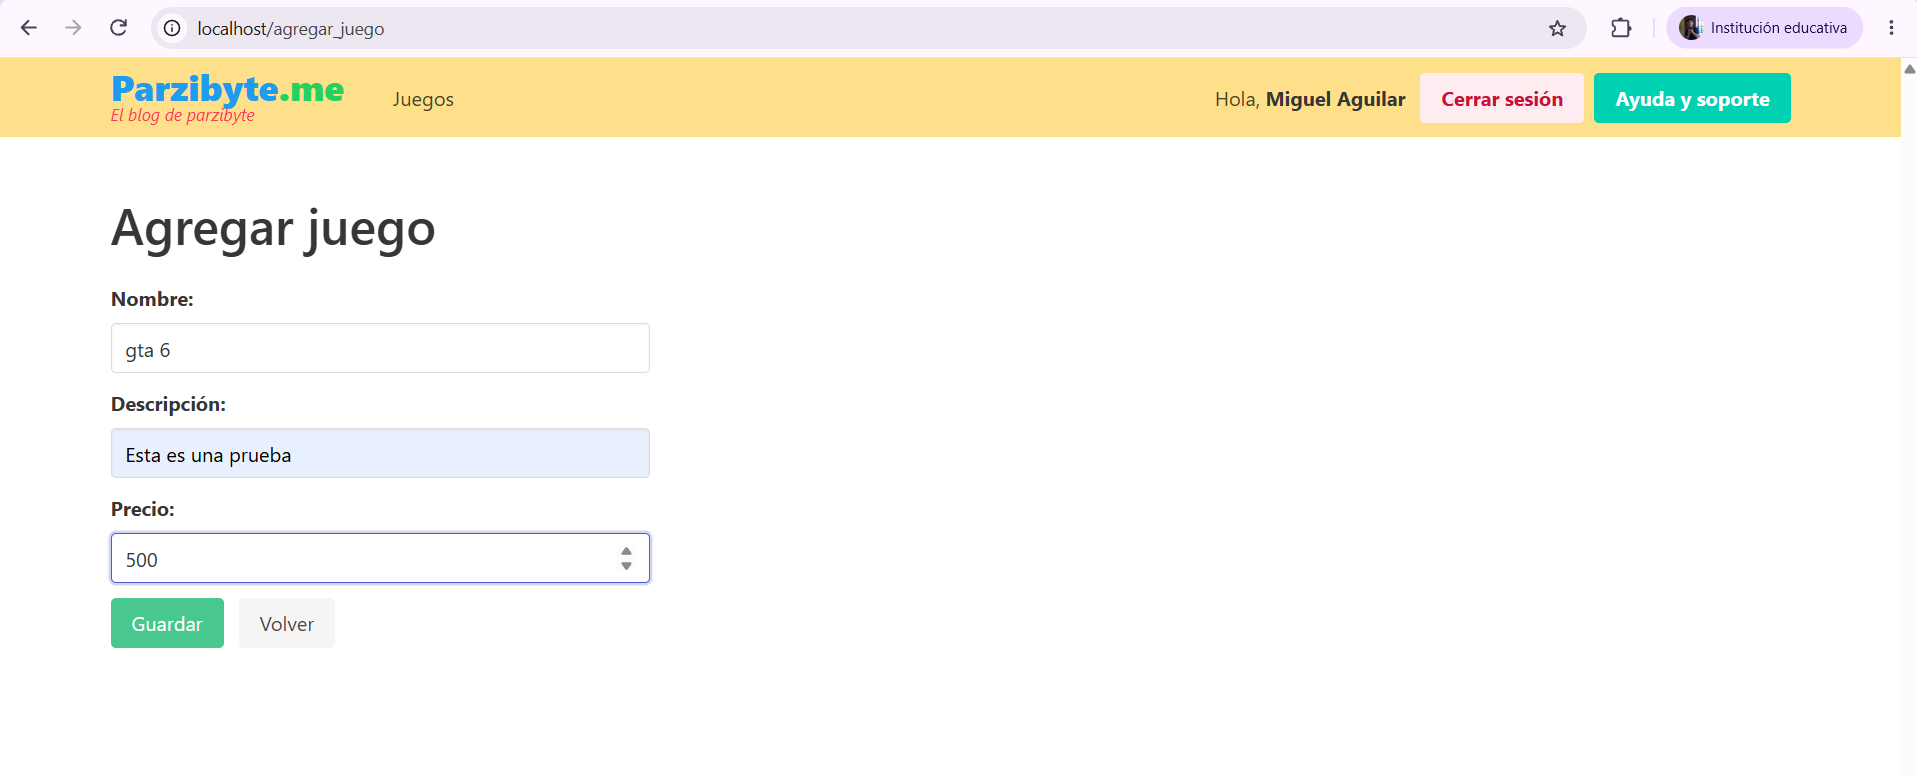 localhost/agregar_juego
Institución educativa
Parzibyte.me
El blog de parzibyte
Juegos
Hola, Miguel Aguilar
Cerrar sesión
Ayuda y soporte
Agregar juego
Nombre:
gta 6
Descripción:
Esta es una prueba
Precio:
500
Guardar
Volver